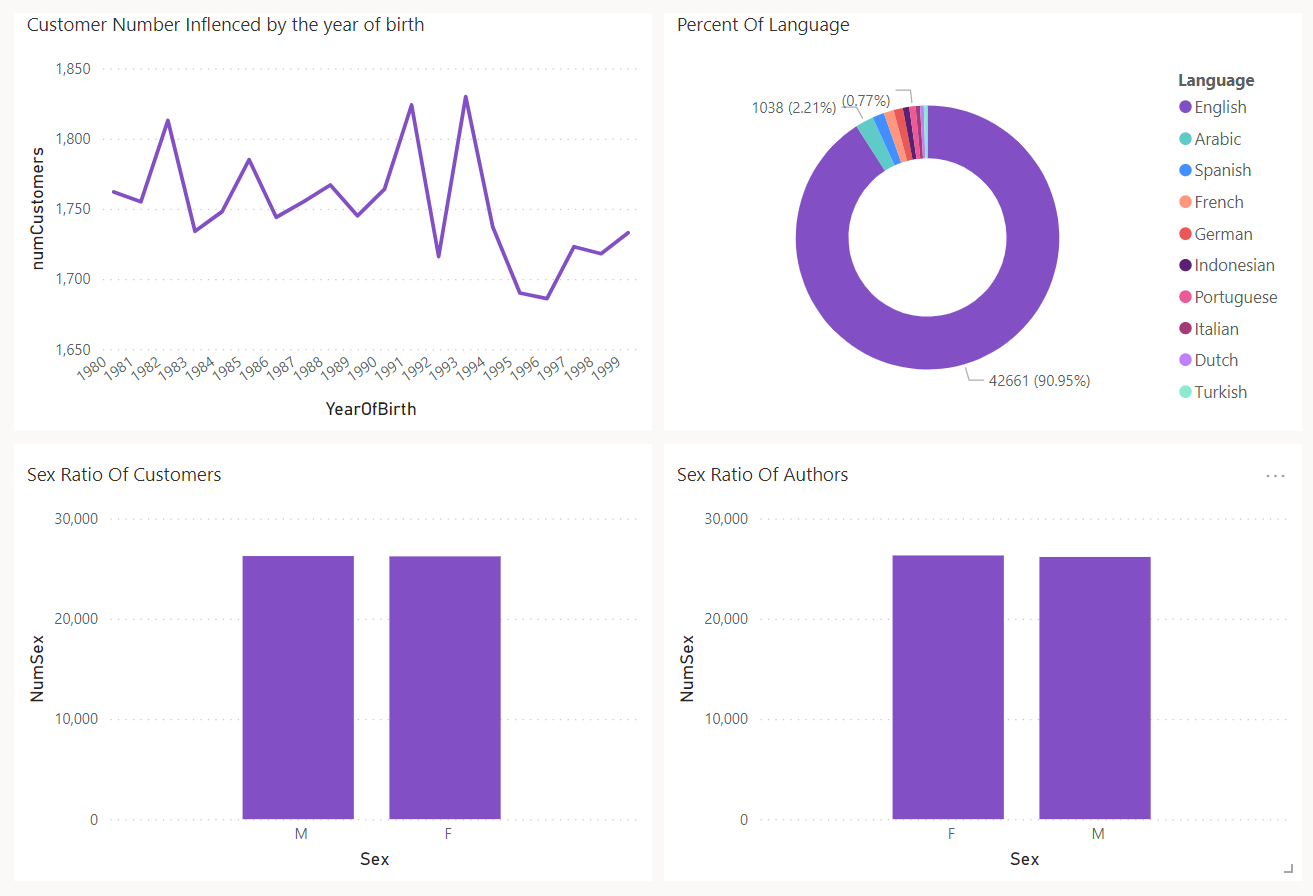 Customer Number Inflenced by the year of birth
1,850
1,800
1,750
1,700
1,650
numCustomers
1980 1981 1982 1983 1984 1985 1986 1987 1988 1989 1990 1991 1992 1993 1994 1995 1996 1997 1998 1999
YearOfBirth
Percent Of Language
1038 (2.21%)
(0.77%)
42661 (90.95%)
Language
English
Arabic
Spanish
French
German
Indonesian
Portuguese
Italian
Dutch
Turkish
Sex Ratio Of Customers
30,000
20,000
10,000
0
NumSex
M F
Sex
Sex Ratio Of Authors
...
30,000
20,000
10,000
0
NumSex
F M
Sex